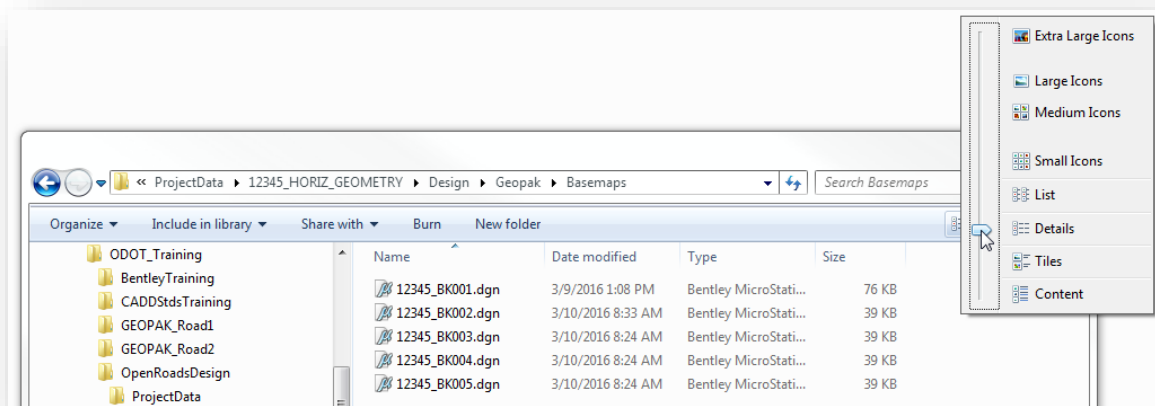 Extra Large Icons
Large Icons
Medium Icons
Small Icons
List
Details
Tiles
Content
« ProjectData 12345_HORIZ_GEOMETRY Design Geopak Basemaps
Search Basemaps
Organize Include in library Share with Burn New folder
ODOT_Training
BentleyTraining
CADDStdsTraining
GEOPAK_Road1
GEOPAK_Road2
OpenRoadsDesign
ProjectData
Name Date modified Type Size
12345_BK001.dgn 3/9/2016 1:08 PM Bentley MicroStati... 76 KB
12345_BK002.dgn 3/10/2016 8:33 AM Bentley MicroStati... 39 KB
12345_BK003.dgn 3/10/2016 8:24 AM Bentley MicroStati... 39 KB
12345_BK004.dgn 3/10/2016 8:24 AM Bentley MicroStati... 39 KB
12345_BK005.dgn 3/10/2016 8:24 AM Bentley MicroStati... 39 KB